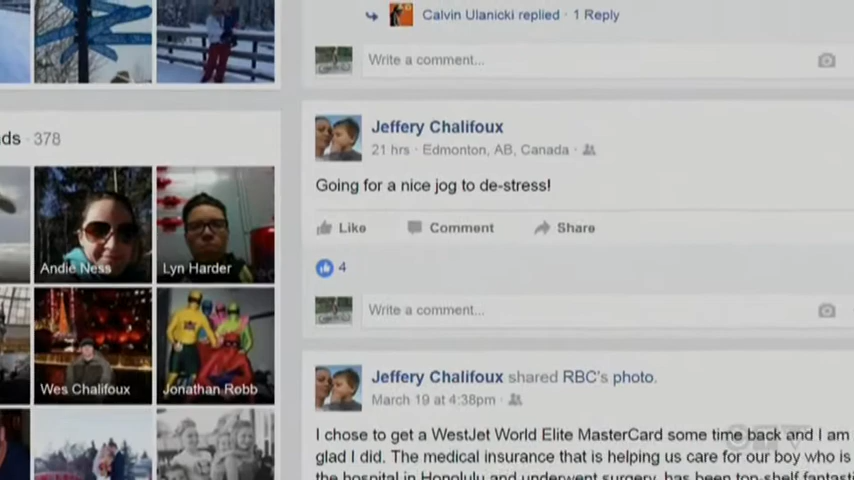 Calvin Ulanicki replied · 1 Reply
Write a comment...
ds · 378
Andie Ness
Lyn Harder
Wes Chalifoux
Jonathan Robb
Jeffery Chalifoux
21 hrs · Edmonton, AB, Canada ·
Going for a nice jog to de-stress!
Like Comment Share
4
Write a comment...
Jeffery Chalifoux shared RBC's photo.
March 19 at 4:38pm ·
I chose to get a WestJet World Elite MasterCard some time back and I am
glad I did. The medical insurance that is helping us care for our boy who is
the hospital in Honolulu and underwent surgery, has been top-shelf fantasti
CTV